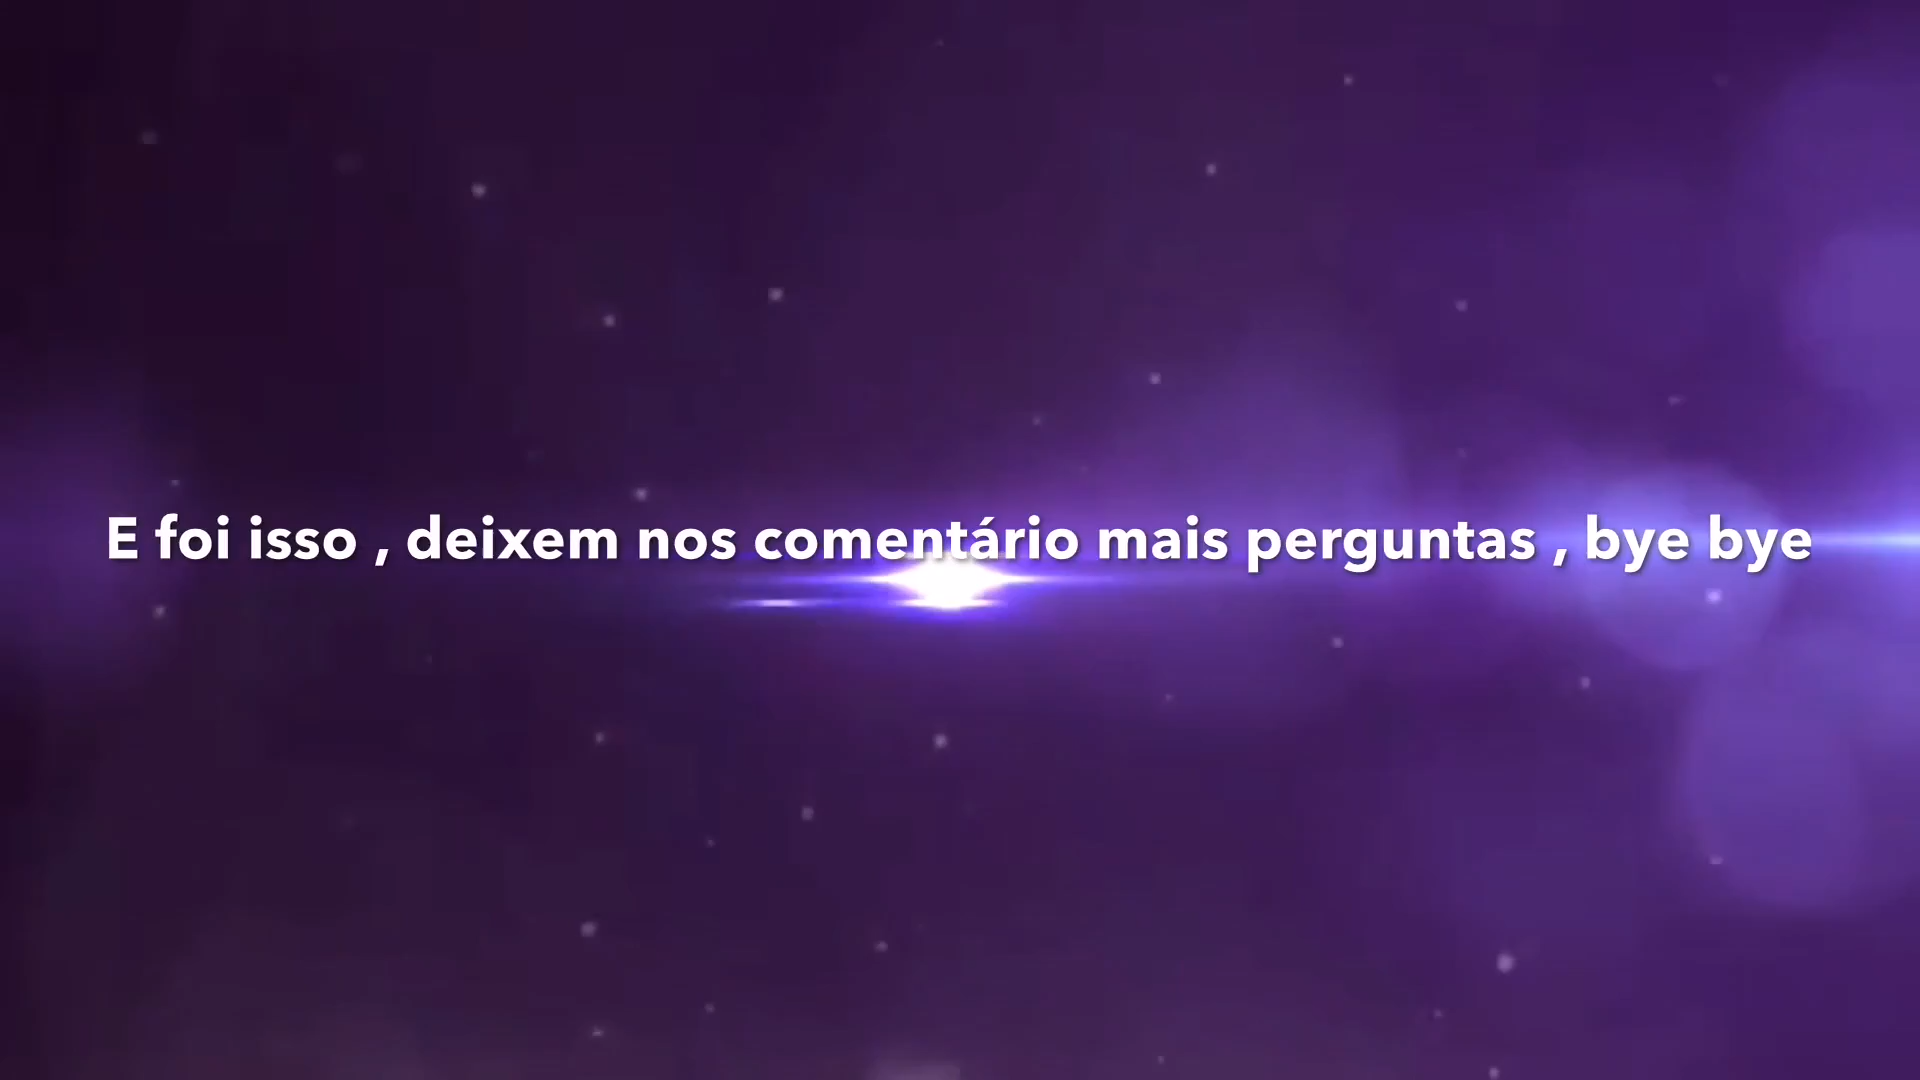 E foi isso , deixem nos comentário mais perguntas , bye bye